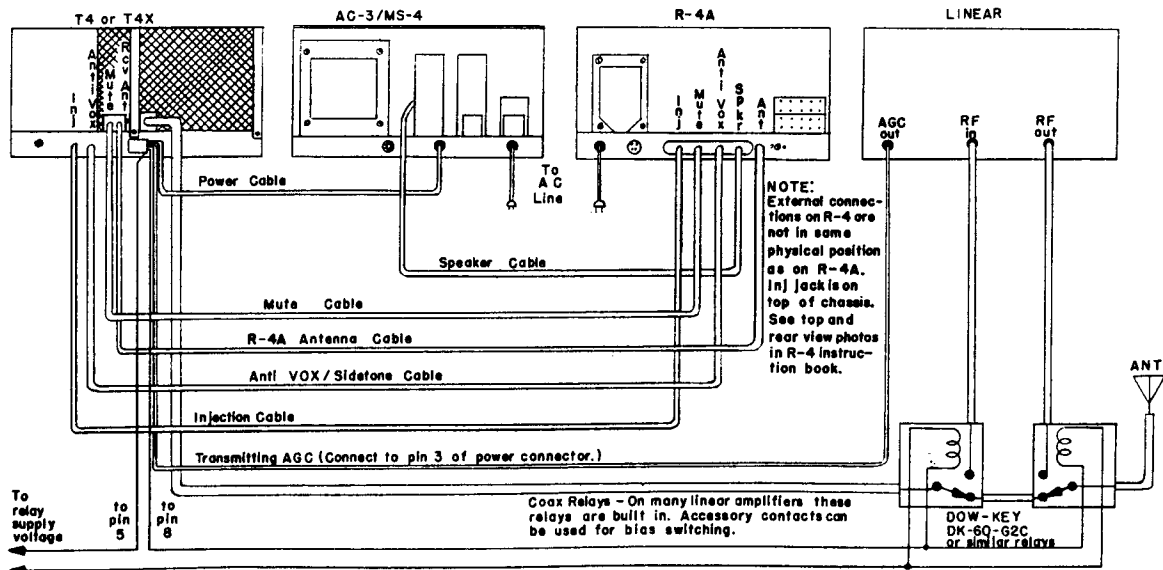 T4 or T4X
AC-3/MS-4
R-4A
LINEAR
Inj
Anti Vox
Mute
Rcv Ant
Inj
Mute
Anti Vox
Spkr
Ant
AGC
out
RF
in
RF
out
Power Cable
To
AC
Line
NOTE:
External connec-
tions on R-4 are
not in same
physical position
as on R-4A.
Inj jack is on
top of chassis.
See top and
rear view photos
in R-4 instruc-
tion book.
Speaker Cable
Mute Cable
R-4A Antenna Cable
Anti VOX/Sidetone Cable
Injection Cable
Transmitting AGC (Connect to pin 3 of power connector.)
ANT
Coax Relays - On many linear amplifiers these
relays are built in. Accessory contacts can
be used for bias switching.
DOW-KEY
DK-60-G2C
or similar relays
To
relay
supply
voltage
to
pin
5
to
pin
8